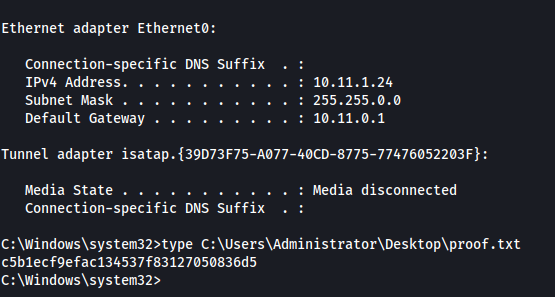 Ethernet adapter Ethernet0:
Connection-specific DNS Suffix  . :
IPv4 Address. . . . . . . . . . . : 10.11.1.24
Subnet Mask . . . . . . . . . . . : 255.255.0.0
Default Gateway . . . . . . . . . : 10.11.0.1
Tunnel adapter isatap.{39D73F75-A077-40CD-8775-77476052203F}:
Media State . . . . . . . . . . . : Media disconnected
Connection-specific DNS Suffix  . :
C:\Windows\system32>type C:\Users\Administrator\Desktop\proof.txt
c5b1ecf9efac134537f83127050836d5
C:\Windows\system32>